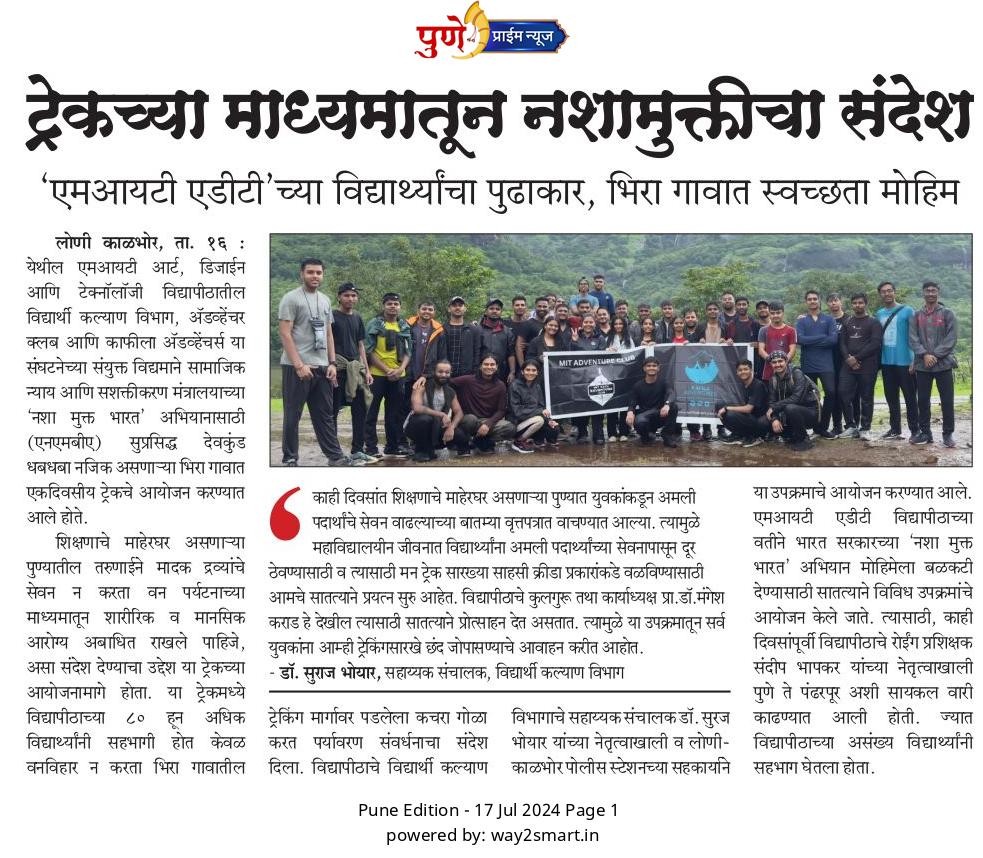 पुणे प्राईम न्यूज
ट्रेकच्या माध्यमातून नशामुक्तीचा संदेश
‘एमआयटी एडीटी’च्या विद्यार्थ्यांचा पुढाकार, भिरा गावात स्वच्छता मोहिम
लोणी काळभोर, ता. १६ :
येथील एमआयटी आर्ट, डिजाईन
आणि टेक्नॉलॉजी विद्यापीठातील
विद्यार्थी कल्याण विभाग, ॲडव्हेंचर
क्लब आणि काफीला ॲडव्हेंचर्स या
संघटनेच्या संयुक्त विद्यमाने सामाजिक
न्याय आणि सशक्तीकरण मंत्रालयाच्या
‘नशा मुक्त भारत’ अभियानासाठी
(एनएमबीए) सुप्रसिद्ध देवकुंड
धबधबा नजिक असणाऱ्या भिरा गावात
एकदिवसीय ट्रेकचे आयोजन करण्यात
आले होते.
शिक्षणाचे माहेरघर असणाऱ्या
पुण्यातील तरुणाईने मादक द्रव्यांचे
सेवन न करता वन पर्यटनाच्या
माध्यमातून शारीरिक व मानसिक
आरोग्य अबाधित राखले पाहिजे,
असा संदेश देण्याचा उद्देश या ट्रेकच्या
आयोजनामागे होता. या ट्रेकमध्ये
विद्यापीठाच्या ८० हून अधिक
विद्यार्थ्यांनी सहभागी होत केवळ
वनविहार न करता भिरा गावातील
MIT ADVENTURE CLUB
काही दिवसांत शिक्षणाचे माहेरघर असणाऱ्या पुण्यात युवकांकडून अमली
पदार्थांचे सेवन वाढल्याच्या बातम्या वृत्तपत्रात वाचण्यात आल्या. त्यामुळे
महाविद्यालयीन जीवनात विद्यार्थ्यांना अमली पदार्थांच्या सेवनापासून दूर
ठेवण्यासाठी व त्यासाठी मन ट्रेक सारख्या साहसी क्रीडा प्रकारांकडे वळविण्यासाठी
आमचे सातत्याने प्रयत्न सुरु आहेत. विद्यापीठाचे कुलगुरू तथा कार्याध्यक्ष प्रा.डॉ.मंगेश
कराड हे देखील त्यासाठी सातत्याने प्रोत्साहन देत असतात. त्यामुळे या उपक्रमातून सर्व
युवकांना आम्ही ट्रेकिंगसारखे छंद जोपासण्याचे आवाहन करीत आहेत.
- डॉ. सुराज भोयार, सहाय्यक संचालक, विद्यार्थी कल्याण विभाग
ट्रेकिंग मार्गावर पडलेला कचरा गोळा
करत पर्यावरण संवर्धनाचा संदेश
दिला. विद्यापीठाचे विद्यार्थी कल्याण
विभागाचे सहाय्यक संचालक डॉ. सुरज
भोयार यांच्या नेतृत्वाखाली व लोणी-
काळभोर पोलीस स्टेशनच्या सहकार्याने
या उपक्रमाचे आयोजन करण्यात आले.
एमआयटी एडीटी विद्यापीठाच्या
वतीने भारत सरकारच्या ‘नशा मुक्त
भारत’ अभियान मोहिमेला बळकटी
देण्यासाठी सातत्याने विविध उपक्रमांचे
आयोजन केले जाते. त्यासाठी, काही
दिवसांपूर्वी विद्यापीठाचे रोईंग प्रशिक्षक
संदीप भापकर यांच्या नेतृत्वाखाली
पुणे ते पंढरपूर अशी सायकल वारी
काढण्यात आली होती. ज्यात
विद्यापीठाच्या असंख्य विद्यार्थ्यांनी
सहभाग घेतला होता.
Pune Edition - 17 Jul 2024 Page 1
powered by: way2smart.in